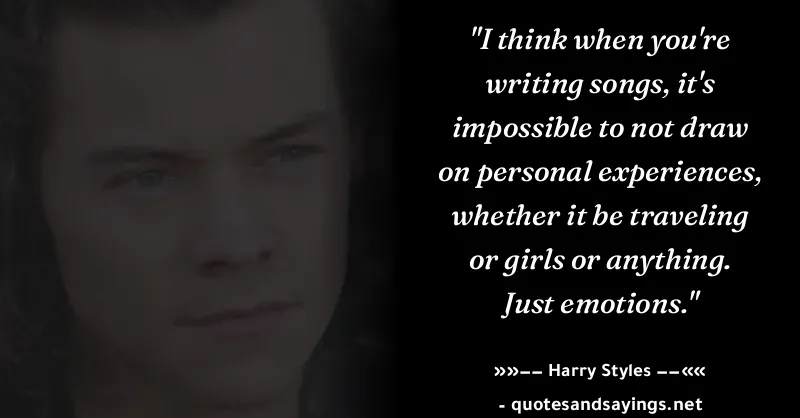 "I think when you're
writing songs, it's
impossible to not draw
on personal experiences,
whether it be traveling
or girls or anything.
Just emotions."
»»−− Harry Styles −−««
- quotesandsayings.net